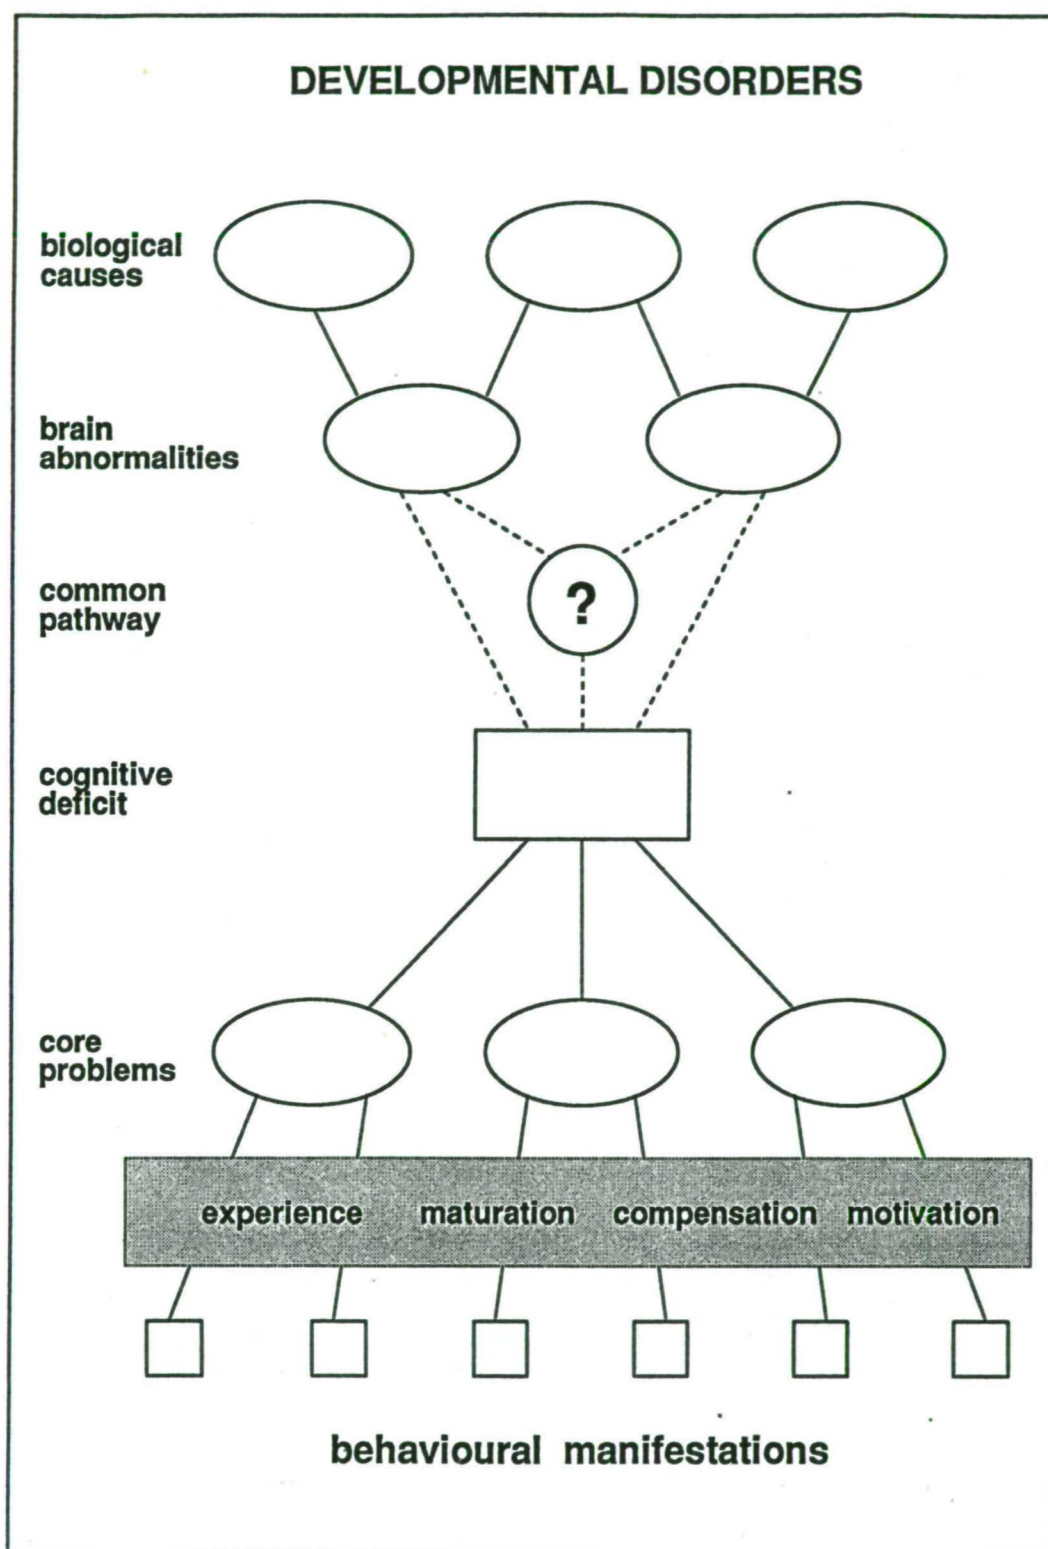 DEVELOPMENTAL DISORDERS
biological
causes
brain
abnormalities
common
pathway
?
cognitive
deficit
core
problems
experience maturation compensation motivation
behavioural manifestations